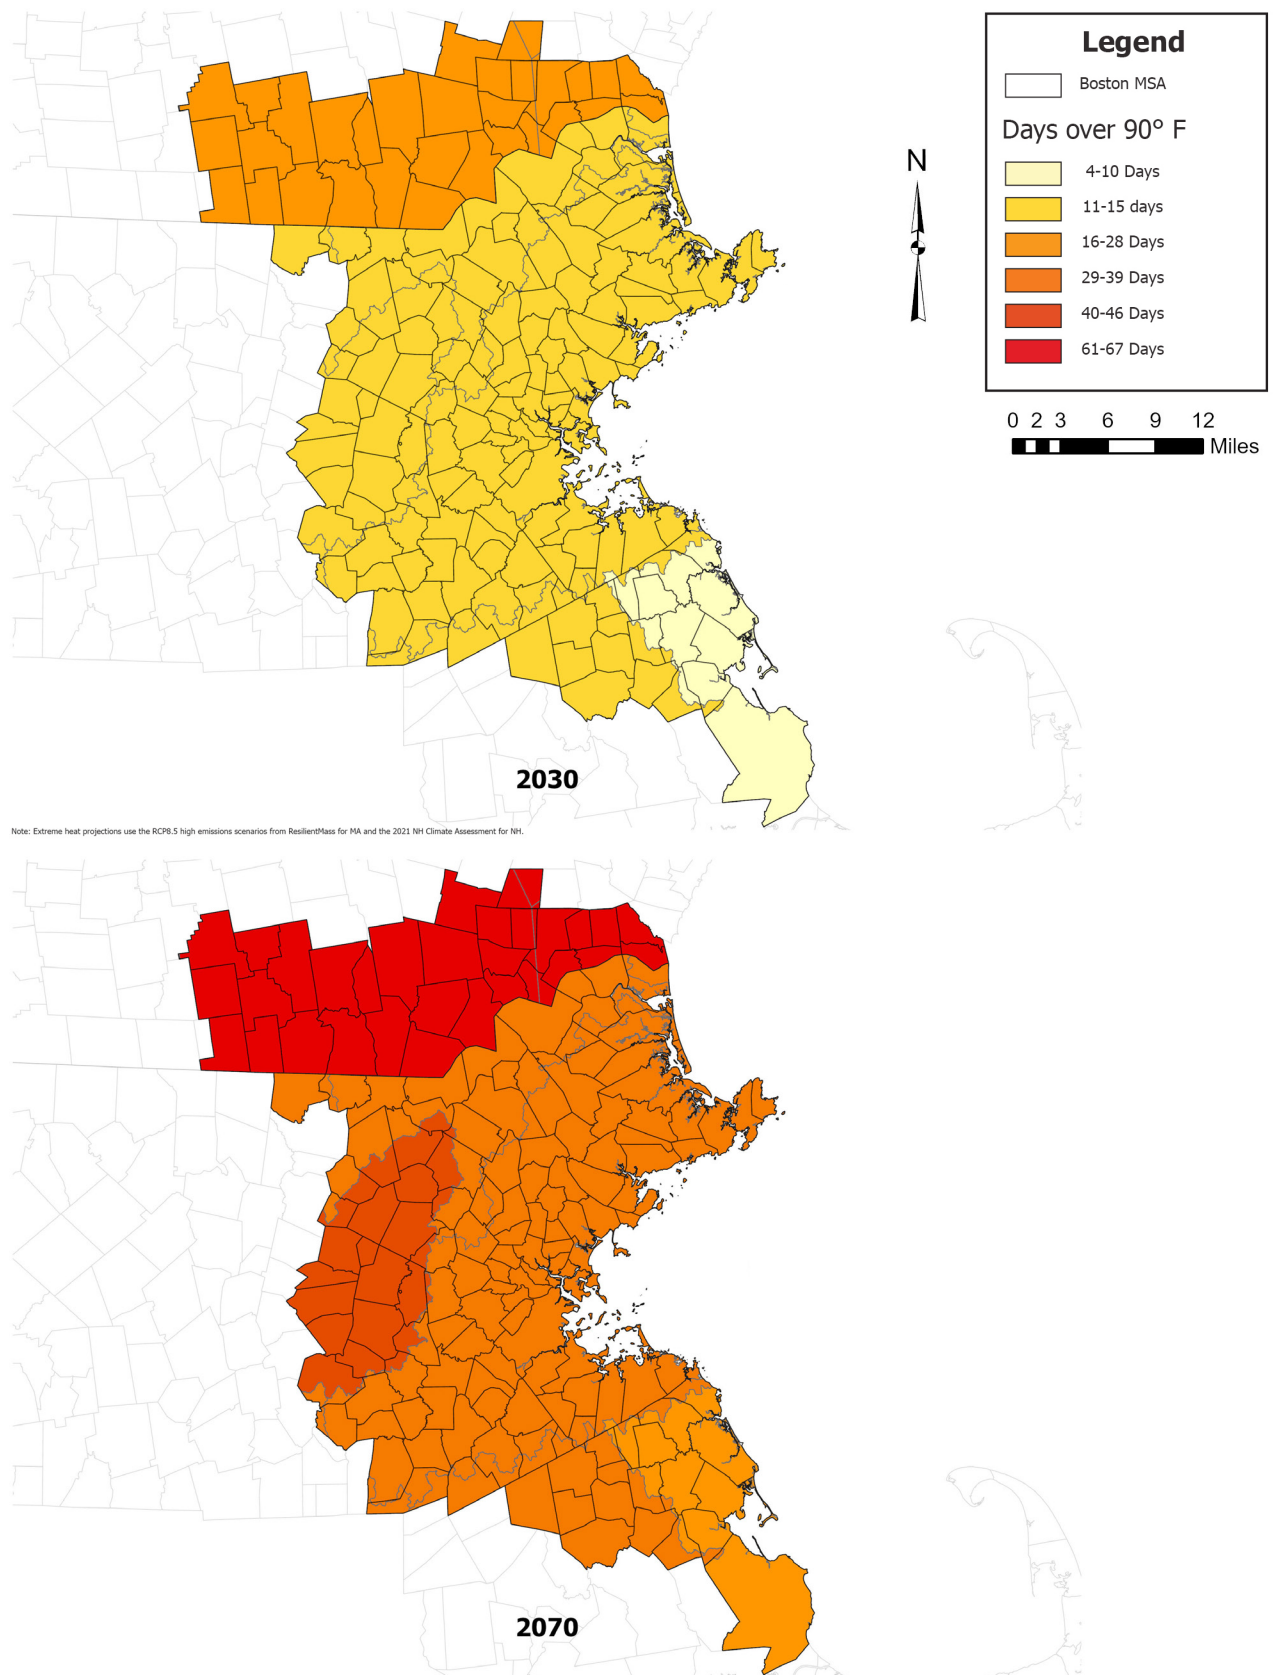 Legend
Boston MSA
Days over 90° F
4-10 Days
11-15 days
16-28 Days
29-39 Days
40-46 Days
61-67 Days
N
0 2 3 6 9 12
Miles
2030
Note: Extreme heat projections use the RCP8.5 high emissions scenarios from ResilientMass for MA and the 2021 NH Climate Assessment for NH.
2070